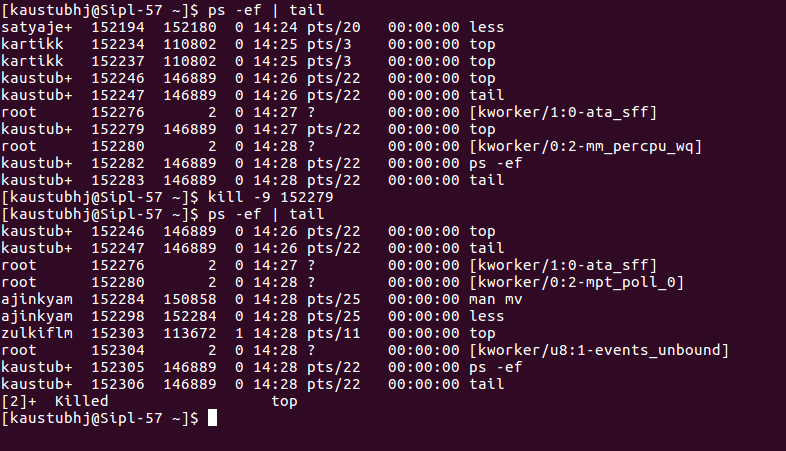 [kaustubhj@Sipl-57 ~]$ ps -ef | tail
satyaje+  152194  152180  0 14:24 pts/20   00:00:00 less
kartikk   152234  110802  0 14:25 pts/3    00:00:00 top
kartikk   152237  110802  0 14:25 pts/3    00:00:00 top
kaustub+  152246  146889  0 14:26 pts/22   00:00:00 top
kaustub+  152247  146889  0 14:26 pts/22   00:00:00 tail
root      152276       2  0 14:27 ?        00:00:00 [kworker/1:0-ata_sff]
kaustub+  152279  146889  0 14:27 pts/22   00:00:00 top
root      152280       2  0 14:28 ?        00:00:00 [kworker/0:2-mm_percpu_wq]
kaustub+  152282  146889  0 14:28 pts/22   00:00:00 ps -ef
kaustub+  152283  146889  0 14:28 pts/22   00:00:00 tail
[kaustubhj@Sipl-57 ~]$ kill -9 152279
[kaustubhj@Sipl-57 ~]$ ps -ef | tail
kaustub+  152246  146889  0 14:26 pts/22   00:00:00 top
kaustub+  152247  146889  0 14:26 pts/22   00:00:00 tail
root      152276       2  0 14:27 ?        00:00:00 [kworker/1:0-ata_sff]
root      152280       2  0 14:28 ?        00:00:00 [kworker/0:2-mpt_poll_0]
ajinkyam  152284  150858  0 14:28 pts/25   00:00:00 man mv
ajinkyam  152298  152284  0 14:28 pts/25   00:00:00 less
zulkiflm  152303  113672  1 14:28 pts/11   00:00:00 top
root      152304       2  0 14:28 ?        00:00:00 [kworker/u8:1-events_unbound]
kaustub+  152305  146889  0 14:28 pts/22   00:00:00 ps -ef
kaustub+  152306  146889  0 14:28 pts/22   00:00:00 tail
[2]+  Killed                  top
[kaustubhj@Sipl-57 ~]$